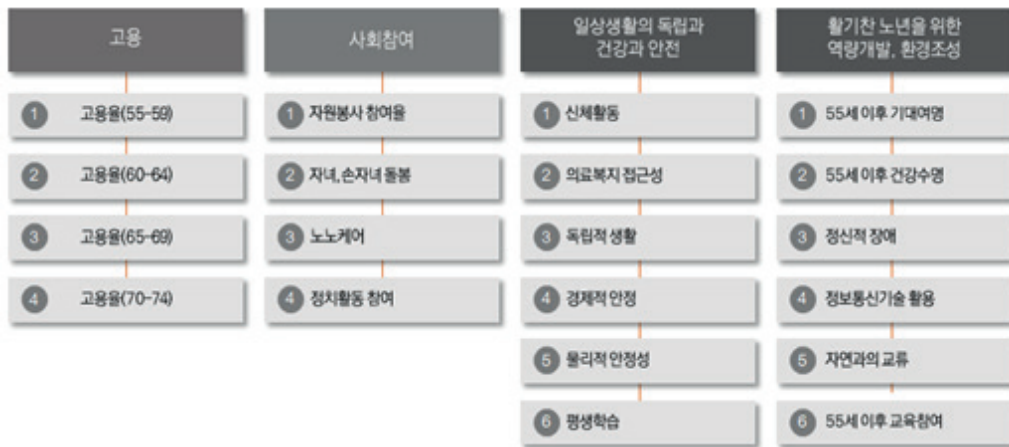 고용
① 고용율(55-59)
② 고용율(60-64)
③ 고용율(65-69)
④ 고용율(70-74)
사회참여
① 자원봉사 참여율
② 자녀, 손자녀 돌봄
③ 노노케어
④ 정치활동 참여
일상생활의 독립과
건강과 안전
① 신체활동
② 의료복지 접근성
③ 독립적 생활
④ 경제적 안정
⑤ 물리적 안정성
⑥ 평생학습
활기찬 노년을 위한
역량개발, 환경조성
① 55세 이후 기대여명
② 55세 이후 건강수명
③ 정신적 장애
④ 정보통신기술 활용
⑤ 자연과의 교류
⑥ 55세 이후 교육참여